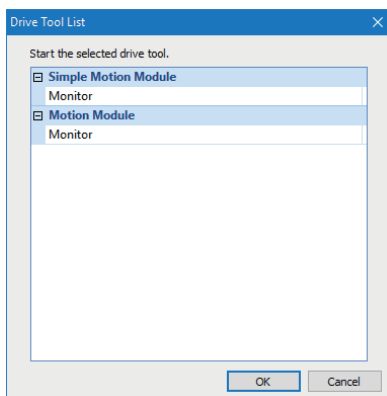 Drive Tool List
Start the selected drive tool.
Simple Motion Module
Monitor
Motion Module
Monitor
OK Cancel